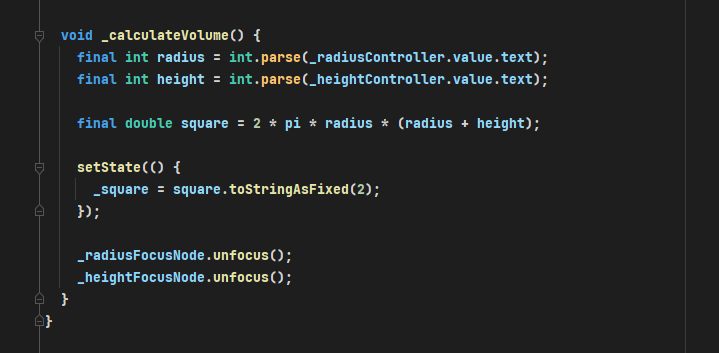 void _calculateVolume() {
final int radius = int.parse(_radiusController.value.text);
final int height = int.parse(_heightController.value.text);
final double square = 2 * pi * radius * (radius + height);
setState(() {
_square = square.toStringAsFixed(2);
});
_radiusFocusNode.unfocus();
_heightFocusNode.unfocus();
}
}